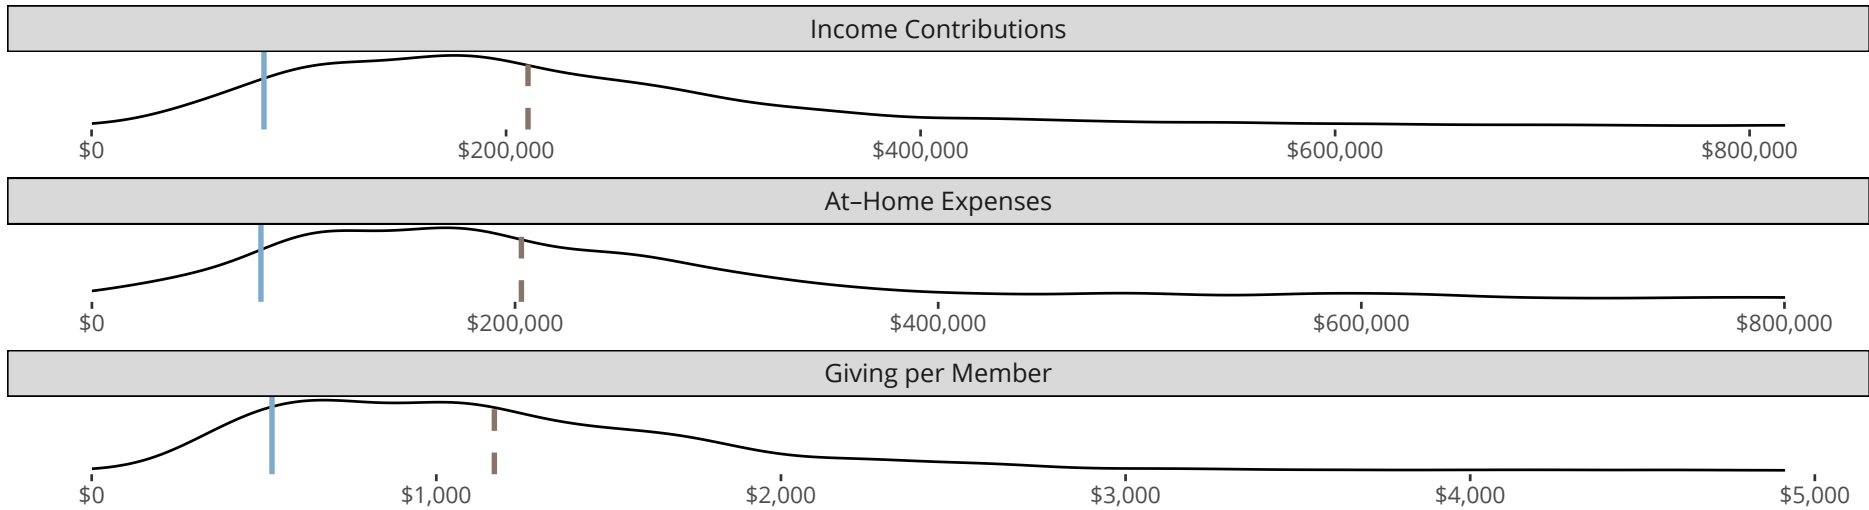 Income Contributions
$0 $200,000 $400,000 $600,000 $800,000
At–Home Expenses
$0 $200,000 $400,000 $600,000 $800,000
Giving per Member
$0 $1,000 $2,000 $3,000 $4,000 $5,000